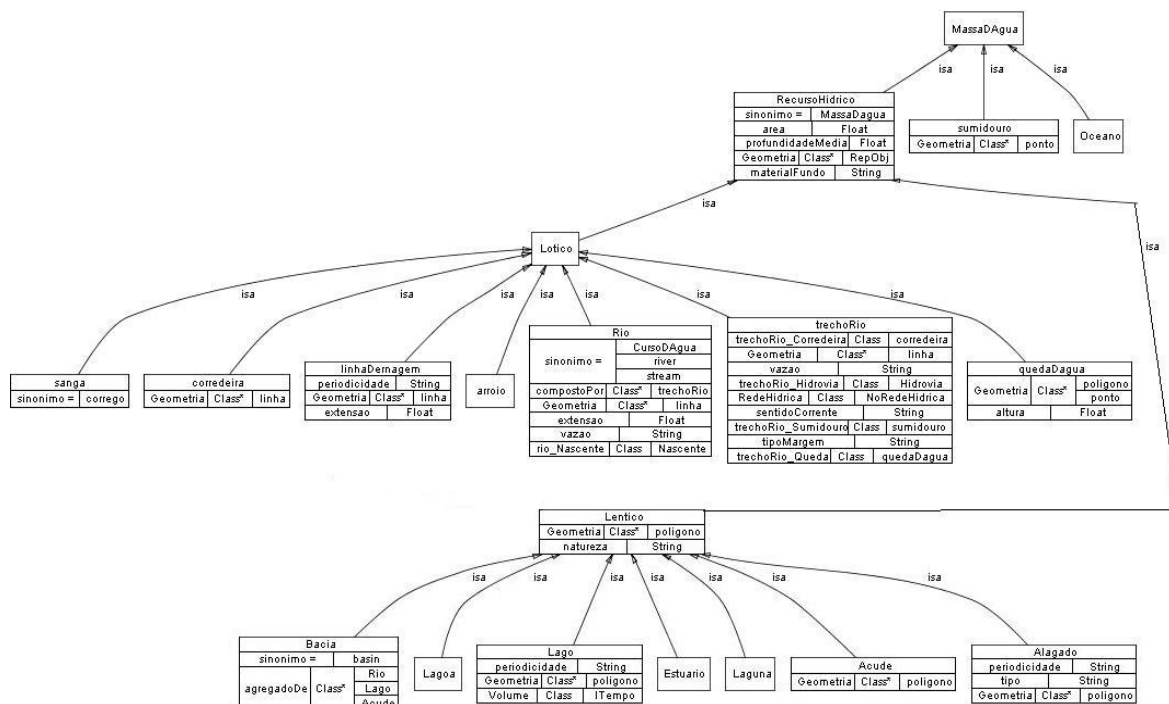 MassaDAgua
isa isa isa
RecursoHidrico
sinonimo = MassaDagua
area Float
profundidadeMedia Float
Geometria Class* RepObj
materialFundo String
sumidouro
Geometria Class* ponto
Oceano
isa
isa
Lotico
isa isa isa isa isa isa isa
sanga
sinonimo = corrego
corredeira
Geometria Class* linha
linhaDernagem
periodicidade String
Geometria Class* linha
extensao Float
arroio
Rio
sinonimo = CursoDAgua
river
stream
compostoPor Class* trechoRio
Geometria Class* linha
extensao Float
vazao String
rio_Nascente Class Nascente
trechoRio
trechoRio_Corredeira Class corredeira
Geometria Class* linha
vazao String
trechoRio_Hidrovia Class Hidrovia
RedeHidrica Class NoRedeHidrica
sentidoCorrente String
trechoRio_Sumidouro Class sumidouro
tipoMargem String
trechoRio_Queda Class quedaDagua
quedaDagua
Geometria Class* poligono
ponto
altura Float
Lentico
Geometria Class* poligono
natureza String
isa isa isa isa isa isa isa
Bacia
sinonimo = basin
agregadoDe Class* Rio
Lago
Acude
Lagoa
Lago
periodicidade String
Geometria Class* poligono
Volume Class ITempo
Estuario
Laguna
Acude
Geometria Class* poligono
Alagado
periodicidade String
tipo String
Geometria Class* poligono